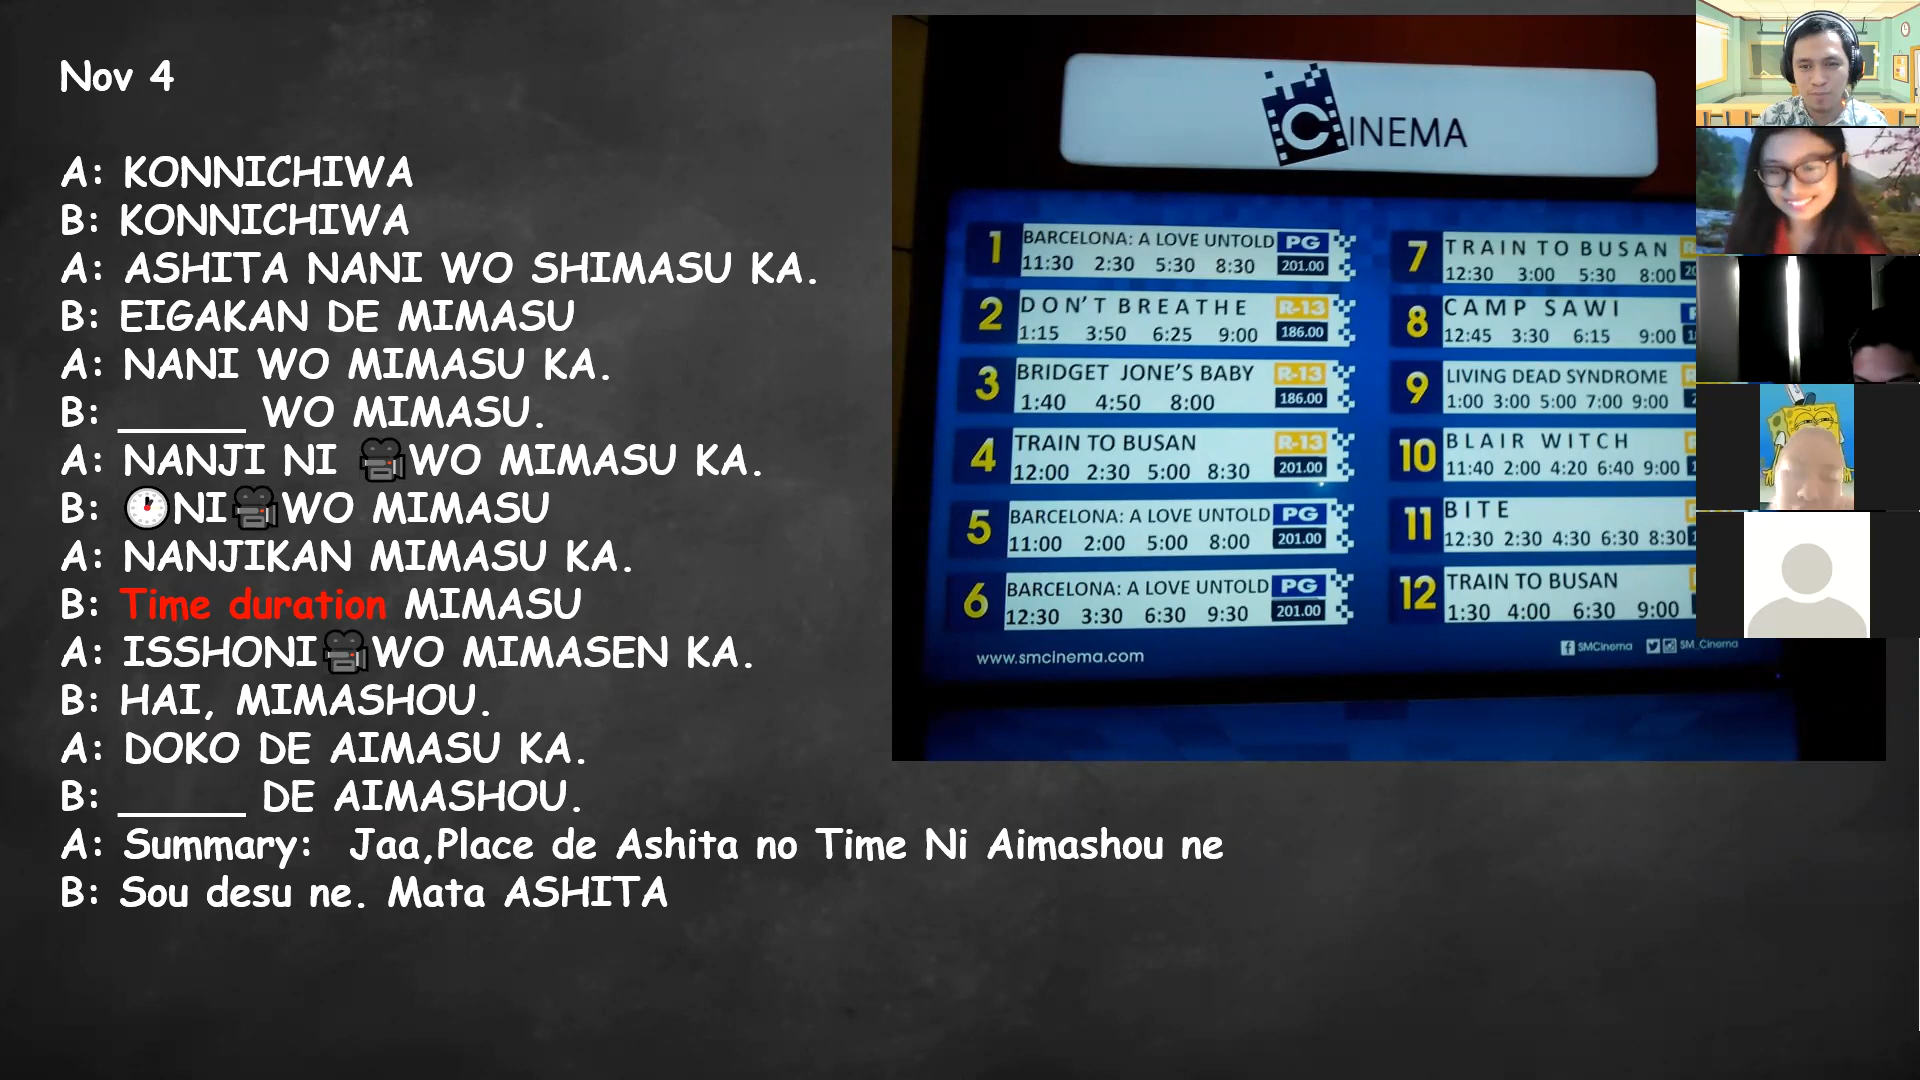 Nov 4
A: KONNICHIWA
B: KONNICHIWA
A: ASHITA NANI WO SHIMASU KA.
B: EIGAKAN DE MIMASU
A: NANI WO MIMASU KA.
B: _____ WO MIMASU.
A: NANJI NI 🎥WO MIMASU KA.
B: 🕐NI🎥WO MIMASU
A: NANJIKAN MIMASU KA.
B: Time duration MIMASU
A: ISSHONI🎥WO MIMASEN KA.
B: HAI, MIMASHOU.
A: DOKO DE AIMASU KA.
B: _____ DE AIMASHOU.
A: Summary: Jaa,Place de Ashita no Time Ni Aimashou ne
B: Sou desu ne. Mata ASHITA
CINEMA
1 BARCELONA: A LOVE UNTOLD PG
11:30 2:30 5:30 8:30 201.00
2 DON'T BREATHE R-13
1:15 3:50 6:25 9:00 186.00
3 BRIDGET JONE'S BABY R-13
1:40 4:50 8:00 186.00
4 TRAIN TO BUSAN R-13
12:00 2:30 5:00 8:30 201.00
5 BARCELONA: A LOVE UNTOLD PG
11:00 2:00 5:00 8:00 201.00
6 BARCELONA: A LOVE UNTOLD PG
12:30 3:30 6:30 9:30 201.00
7 TRAIN TO BUSAN
12:30 3:00 5:30 8:00
8 CAMP SAWI
12:45 3:30 6:15 9:00
9 LIVING DEAD SYNDROME
1:00 3:00 5:00 7:00 9:00
10 BLAIR WITCH
11:40 2:00 4:20 6:40 9:00
11 BITE
12:30 2:30 4:30 6:30 8:30
12 TRAIN TO BUSAN
1:30 4:00 6:30 9:00
www.smcinema.com
SMCinema SM_Cinema